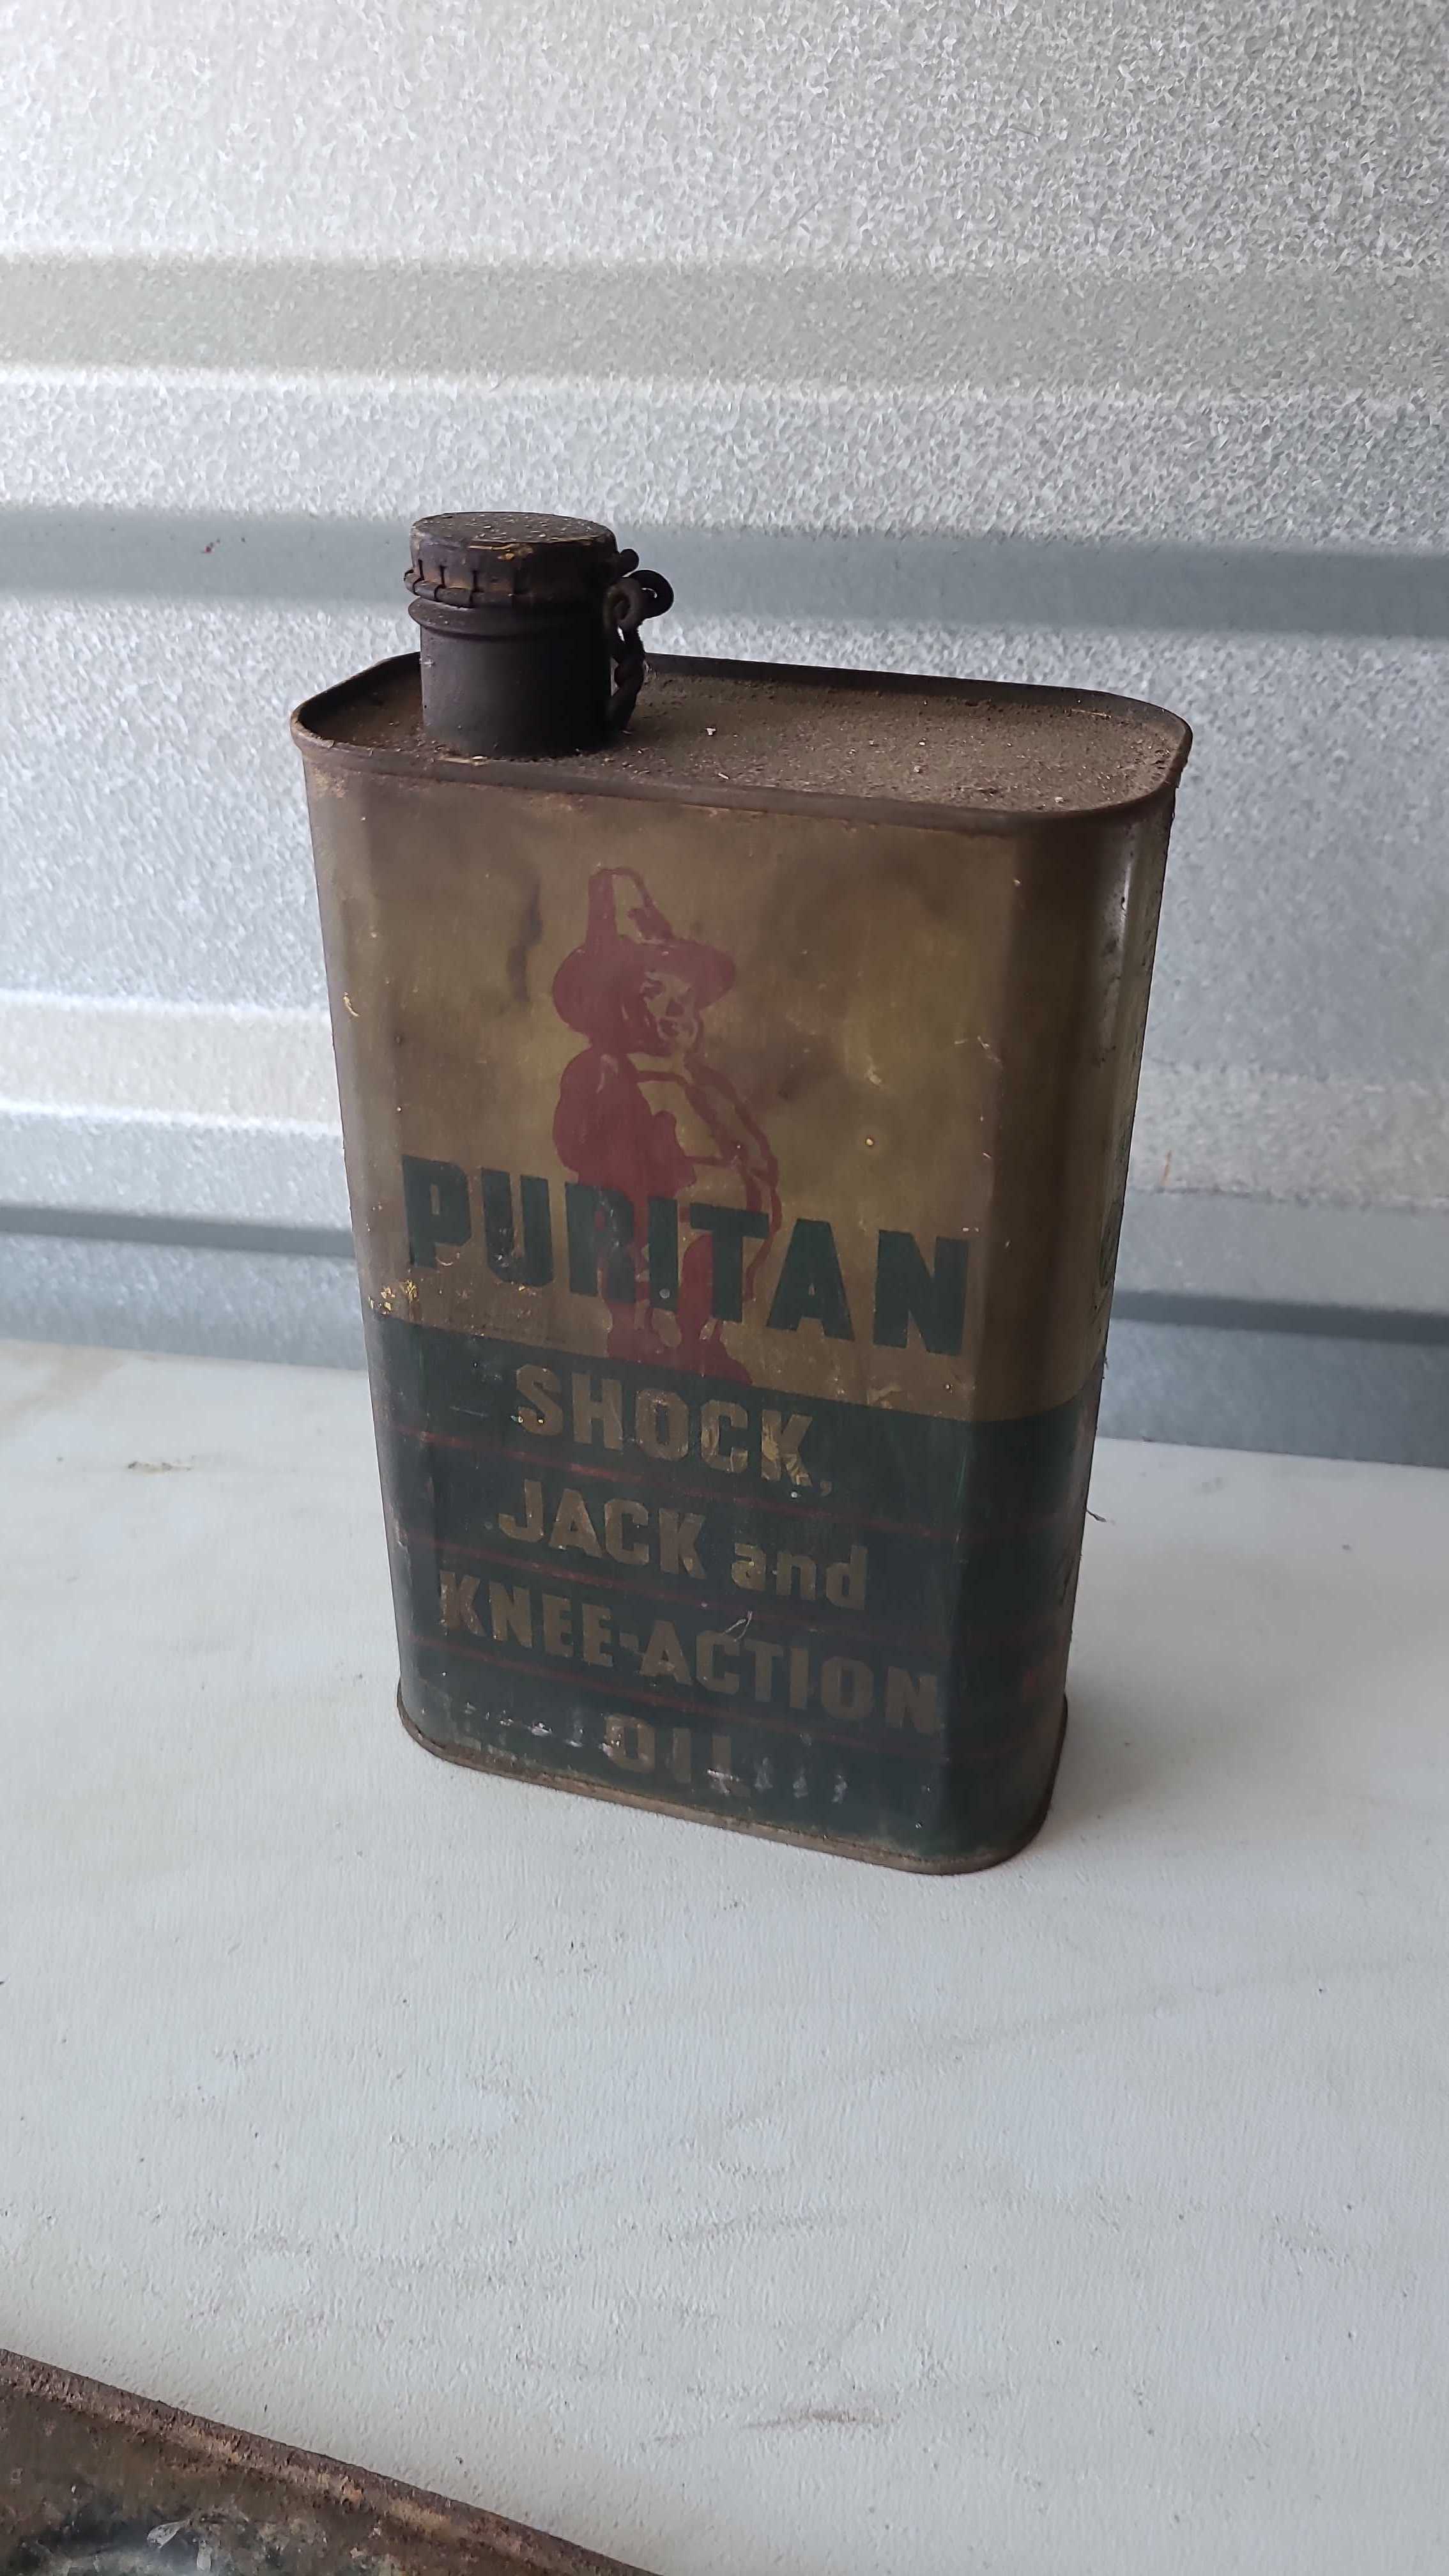 PURITAN
SHOCK,
JACK and
KNEE-ACTION
OIL